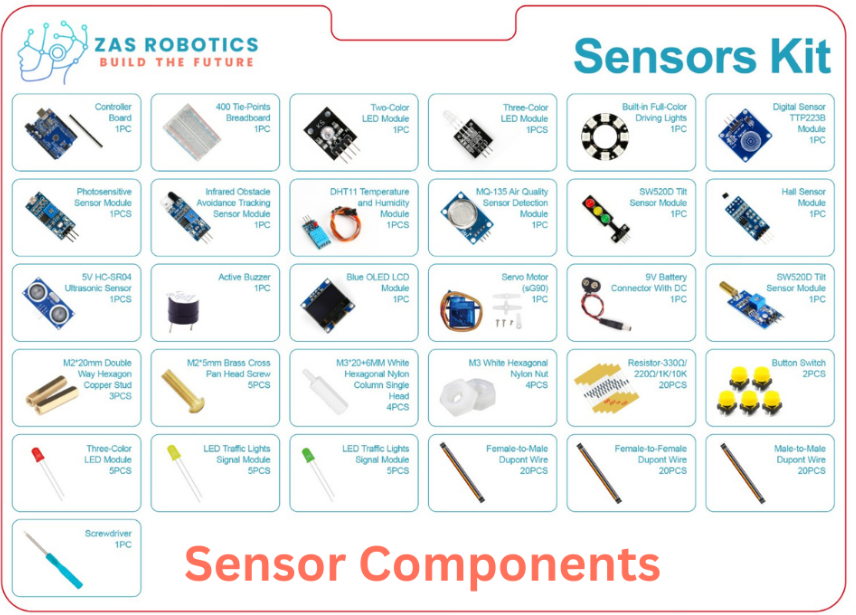 ZAS ROBOTICS
BUILD THE FUTURE
Sensors Kit
Controller
Board
1PC
400 Tie-Points
Breadboard
1PC
Two-Color
LED Module
1PC
Three-Color
LED Module
1PCS
Built-in Full-Color
Driving Lights
1PC
Digital Sensor
TTP223B
Module
1PC
Photosensitive
Sensor Module
1PCS
Infrared Obstacle
Avoidance Tracking
Sensor Module
1PC
DHT11 Temperature
and Humidity
Module
1PCS
MQ-135 Air Quality
Sensor Detection
Module
1PC
SW520D Tilt
Sensor Module
1PC
Hall Sensor
Module
1PC
5V HC-SR04
Ultrasonic Sensor
1PCS
Active Buzzer
1PC
Blue OLED LCD
Module
1PC
Servo Motor
(sG90)
1PC
9V Battery
Connector With DC
1PC
SW520D Tilt
Sensor Module
1PC
M2*20mm Double
Way Hexagon
Copper Stud
3PCS
M2*5mm Brass Cross
Pan Head Screw
5PCS
M3*20+6MM White
Hexagonal Nylon
Column Single
Head
4PCS
M3 White Hexagonal
Nylon Nut
4PCS
Resistor-330Ω/
220Ω/1K/10K
20PCS
Button Switch
2PCS
Three-Color
LED Module
5PCS
LED Traffic Lights
Signal Module
5PCS
LED Traffic Lights
Signal Module
5PCS
Female-to-Male
Dupont Wire
20PCS
Female-to-Female
Dupont Wire
20PCS
Male-to-Male
Dupont Wire
20PCS
Screwdriver
1PC
Sensor Components